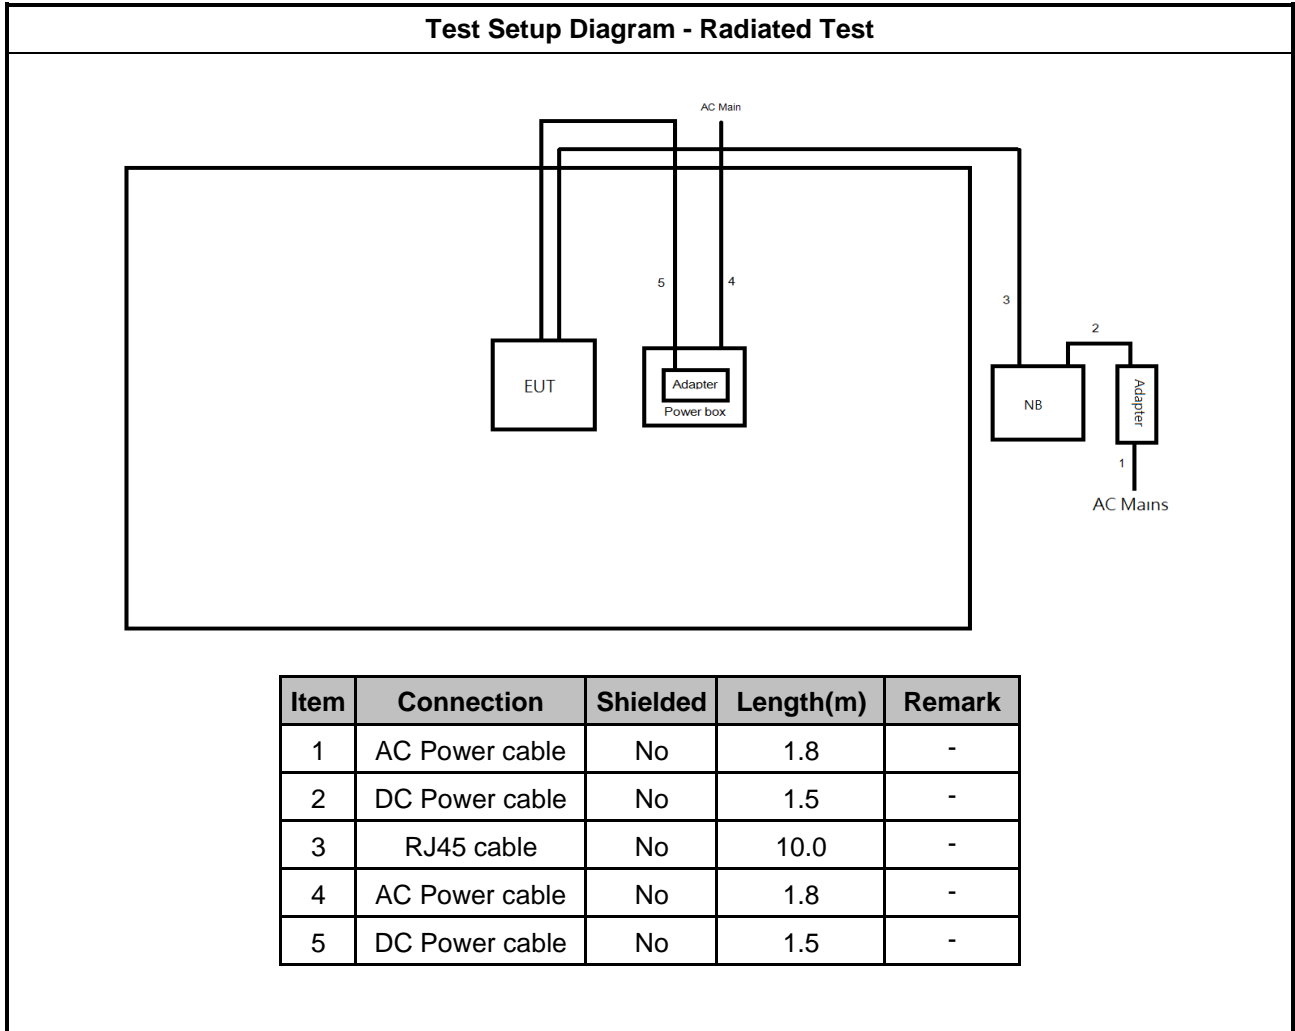 Test Setup Diagram - Radiated Test
AC Main
5
4
3
2
EUT
Adapter
Power box
NB
Adapter
1
AC Mains
Item Connection Shielded Length(m) Remark
1 AC Power cable No 1.8 -
2 DC Power cable No 1.5 -
3 RJ45 cable No 10.0 -
4 AC Power cable No 1.8 -
5 DC Power cable No 1.5 -